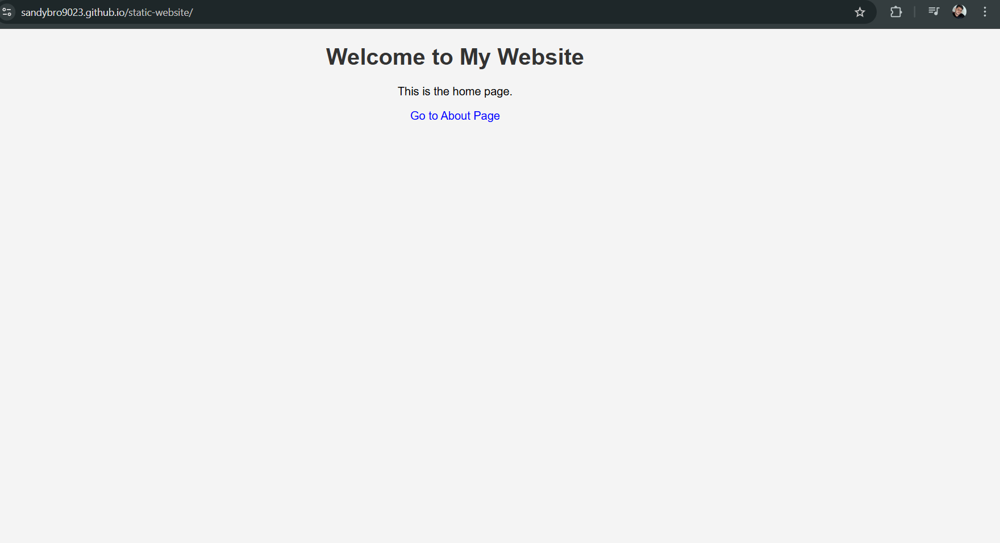 sandybro9023.github.io/static-website/
Welcome to My Website
This is the home page.
Go to About Page